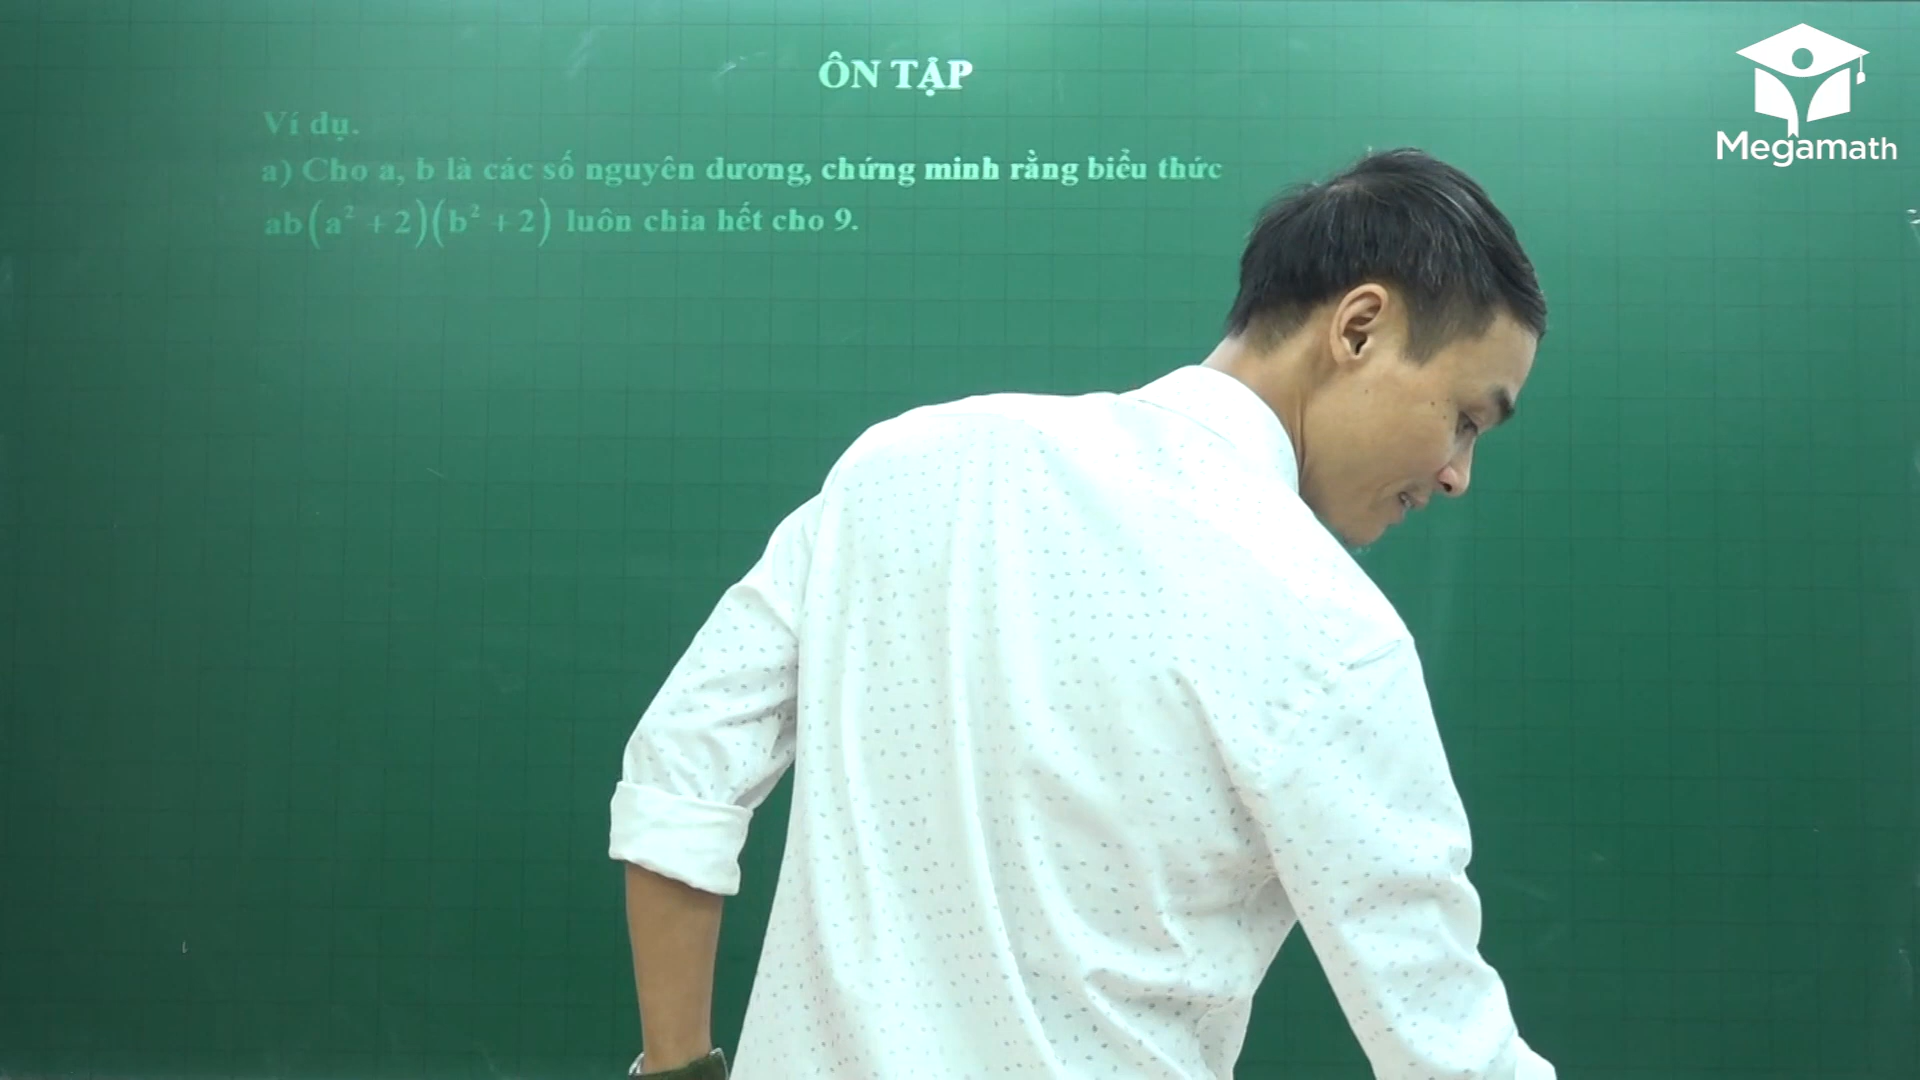 ÔN TẬP
Megamath
Ví dụ.
a) Cho a, b là các số nguyên dương, chứng minh rằng biểu thức
ab(a² + 2)(b² + 2) luôn chia hết cho 9.